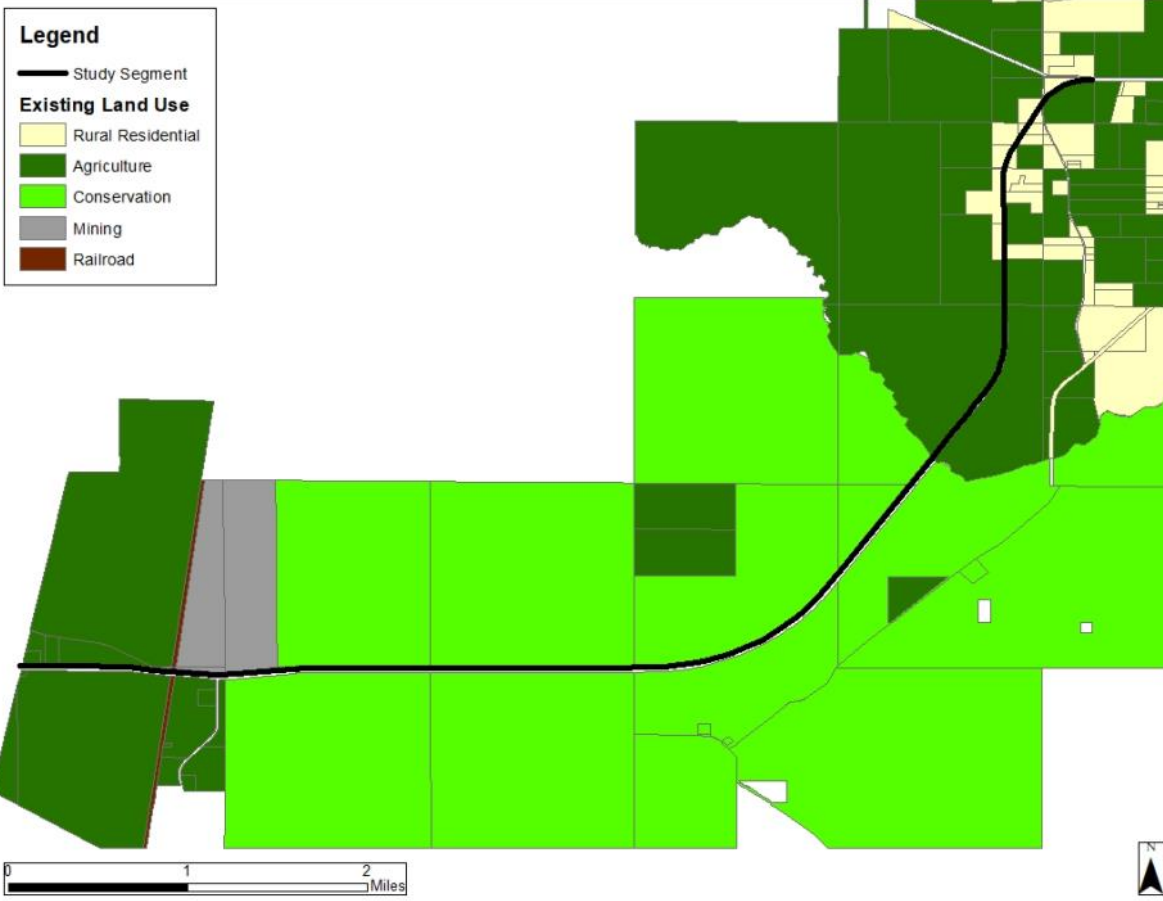 Legend
Study Segment
Existing Land Use
Rural Residential
Agriculture
Conservation
Mining
Railroad
0 1 2
Miles
N